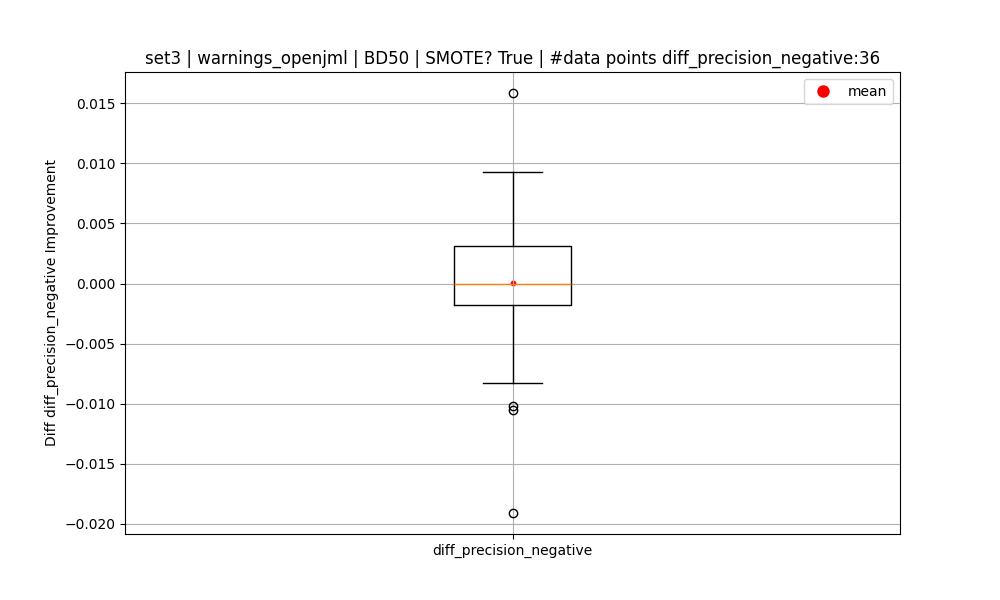 set3 | warnings_openjml | BD50 | SMOTE? True | #data points diff_precision_negative:36
mean
0.015
0.010
0.005
0.000
−0.005
−0.010
−0.015
−0.020
Diff diff_precision_negative Improvement
diff_precision_negative